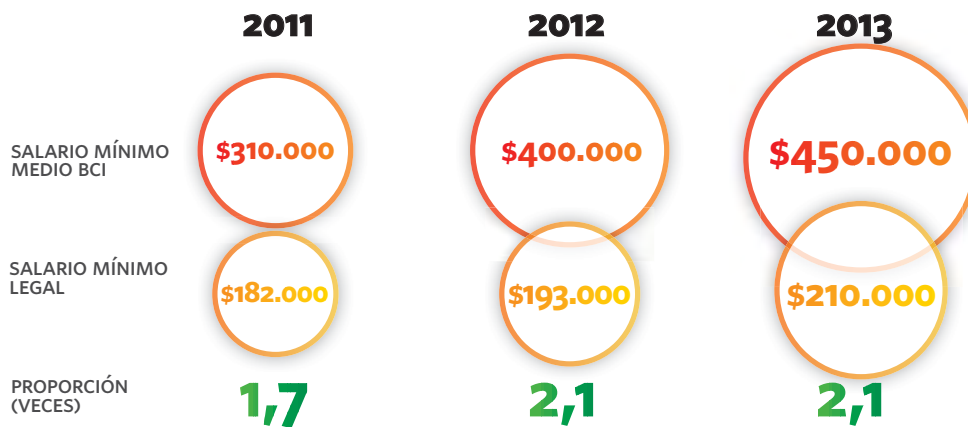 2011 2012 2013
SALARIO MÍNIMO
MEDIO BCI
$310.000 $400.000 $450.000
SALARIO MÍNIMO
LEGAL
$182.000 $193.000 $210.000
PROPORCIÓN
(VECES)
1,7 2,1 2,1